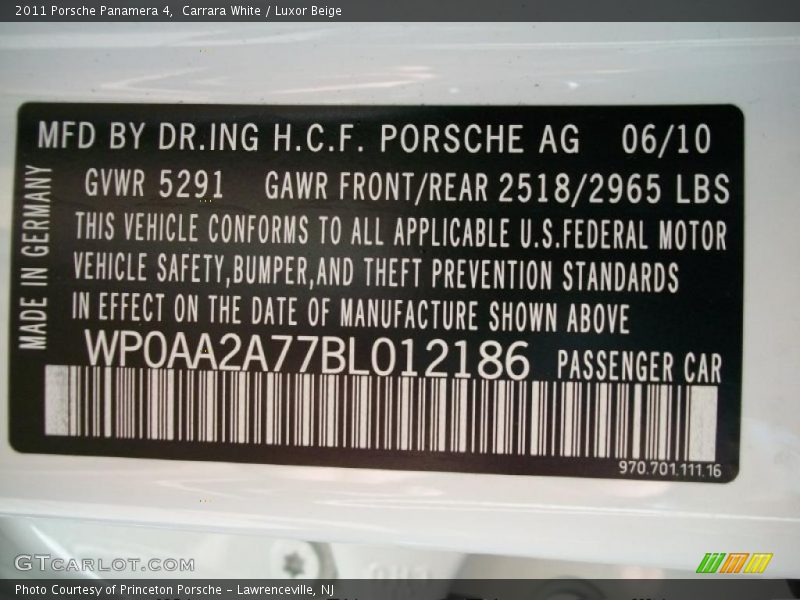 2011 Porsche Panamera 4,  Carrara White / Luxor Beige
MFD BY DR.ING H.C.F. PORSCHE AG 06/10
GVWR 5291 GAWR FRONT/REAR 2518/2965 LBS
THIS VEHICLE CONFORMS TO ALL APPLICABLE U.S.FEDERAL MOTOR
VEHICLE SAFETY,BUMPER,AND THEFT PREVENTION STANDARDS
IN EFFECT ON THE DATE OF MANUFACTURE SHOWN ABOVE
MADE IN GERMANY
WP0AA2A77BL012186 PASSENGER CAR
970.701.111.16
GTCARLOT.COM
Photo Courtesy of Princeton Porsche - Lawrenceville, NJ